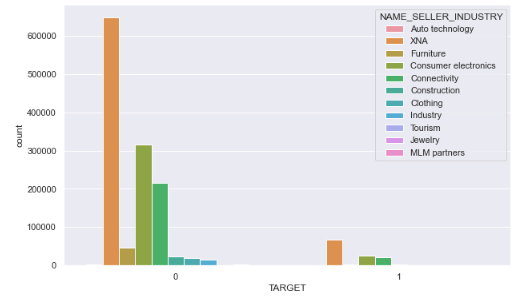 NAME_SELLER_INDUSTRY
Auto technology
XNA
Furniture
Consumer electronics
Connectivity
Construction
Clothing
Industry
Tourism
Jewelry
MLM partners
600000
500000
400000
300000
200000
100000
0
count
0
1
TARGET